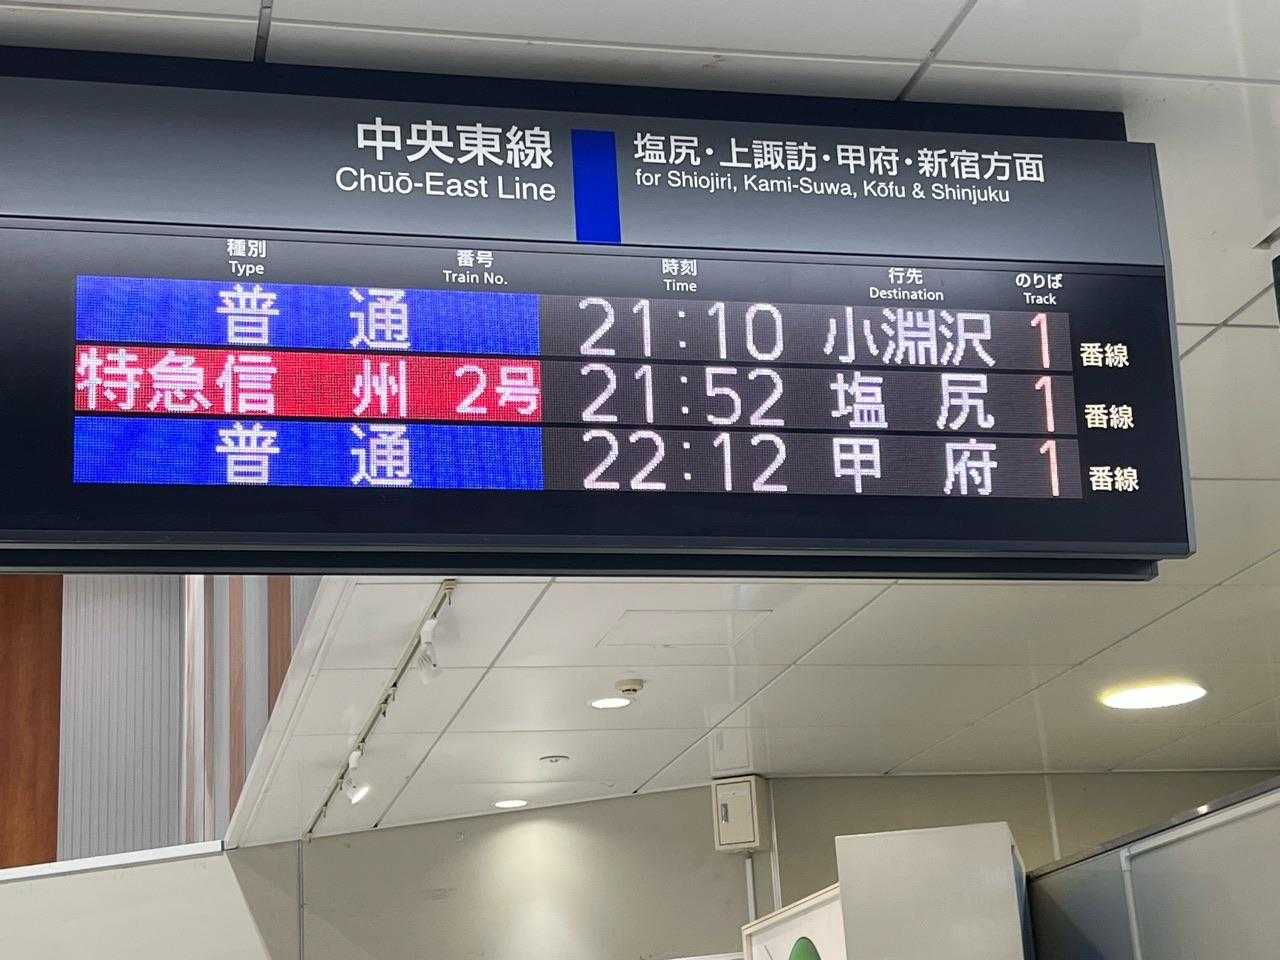 中央東線
Chūō-East Line
塩尻・上諏訪・甲府・新宿方面
for Shiojiri, Kami-Suwa, Kōfu & Shinjuku
種別 番号 時刻 行先 のりば
Type Train No. Time Destination Track
普通 21:10 小淵沢 1番線
特急信州 2号 21:52 塩尻 1番線
普通 22:12 甲府 1番線